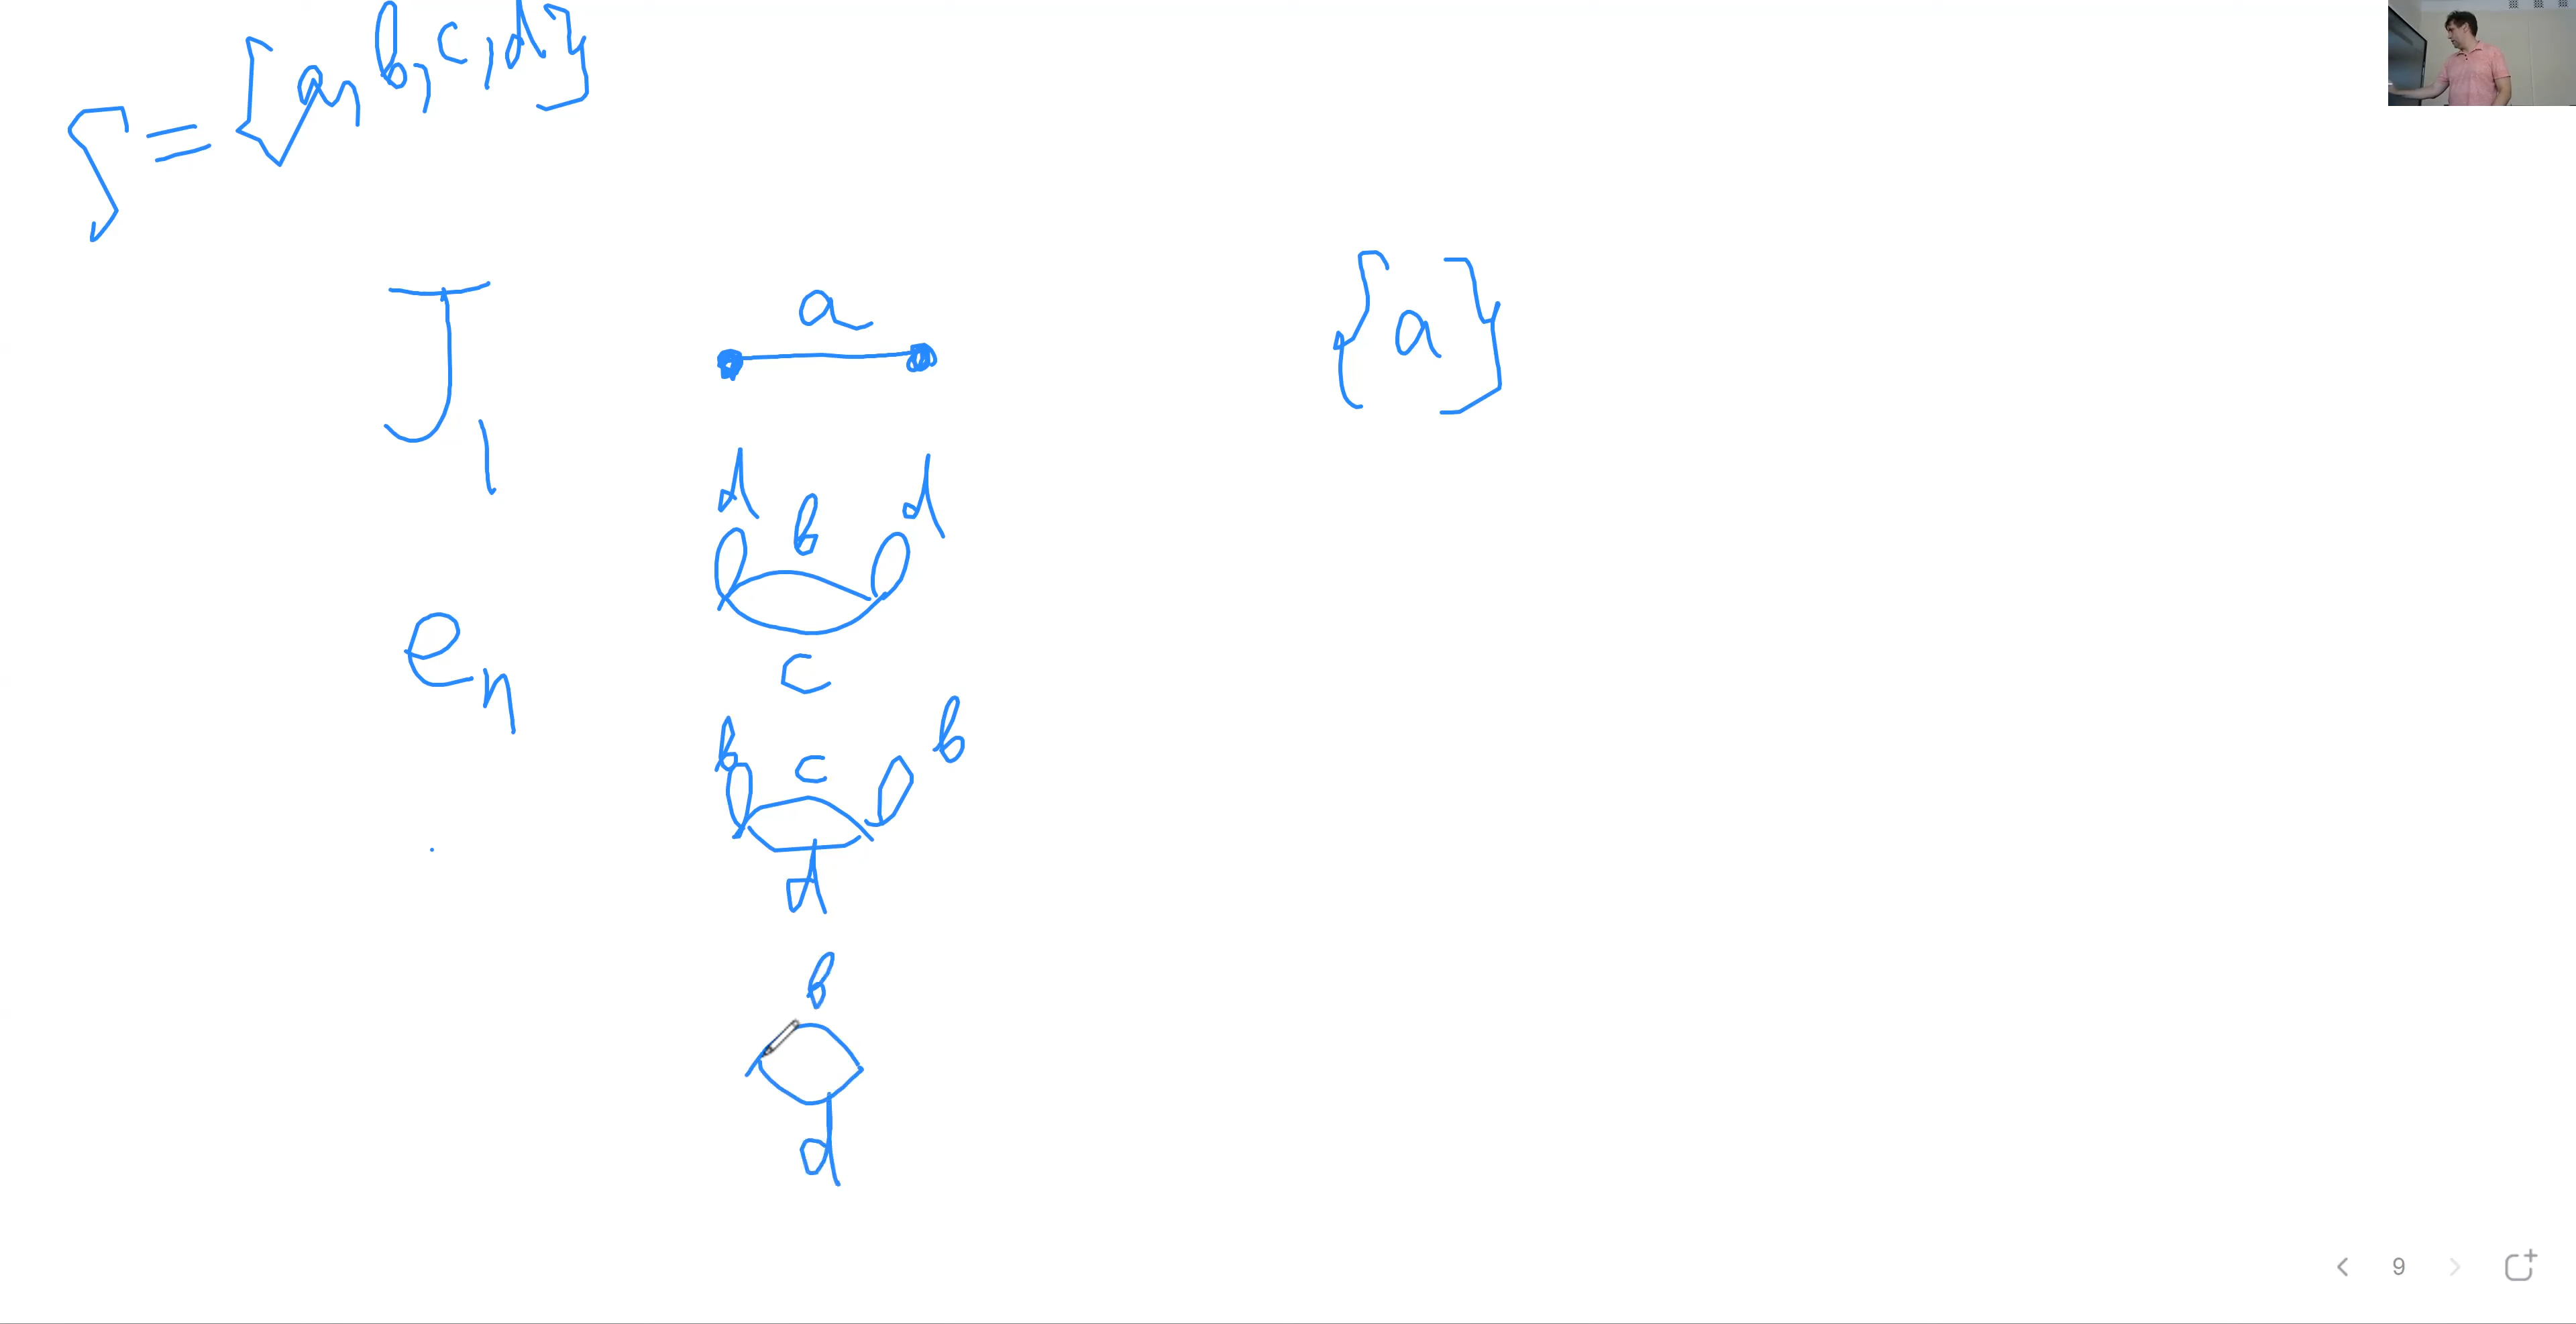 S = {a, b, c, d}
J1
a
{a}
d b d
c
en
b c b
d
b
d
9